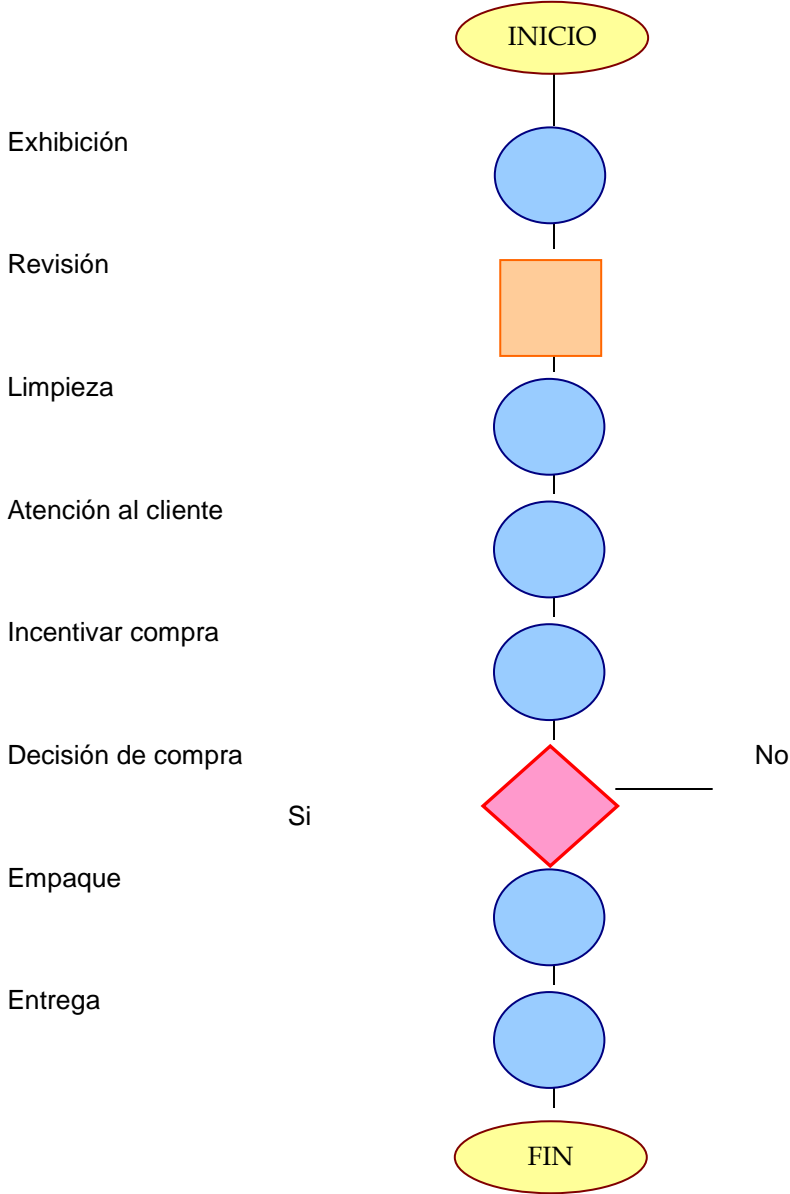 INICIO
Exhibición
Revisión
Limpieza
Atención al cliente
Incentivar compra
Decisión de compra
No
Si
Empaque
Entrega
FIN